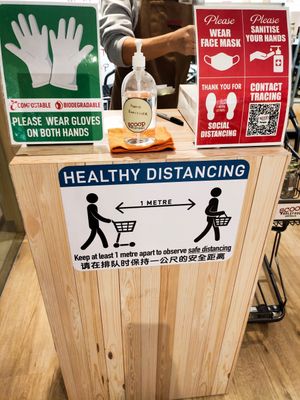 COMPOSTABLE BIODEGRADABLE
PLEASE WEAR GLOVES
ON BOTH HANDS
scoop
Please
WEAR
FACE MASK
Please
SANITISE
YOUR HANDS
THANK YOU
FOR
SOCIAL
DISTANCING
CONTACT
TRACING
HEALTHY DISTANCING
1 METRE
Keep at least 1 metre apart to observe safe distancing
请在排队时保持一公尺的安全距离